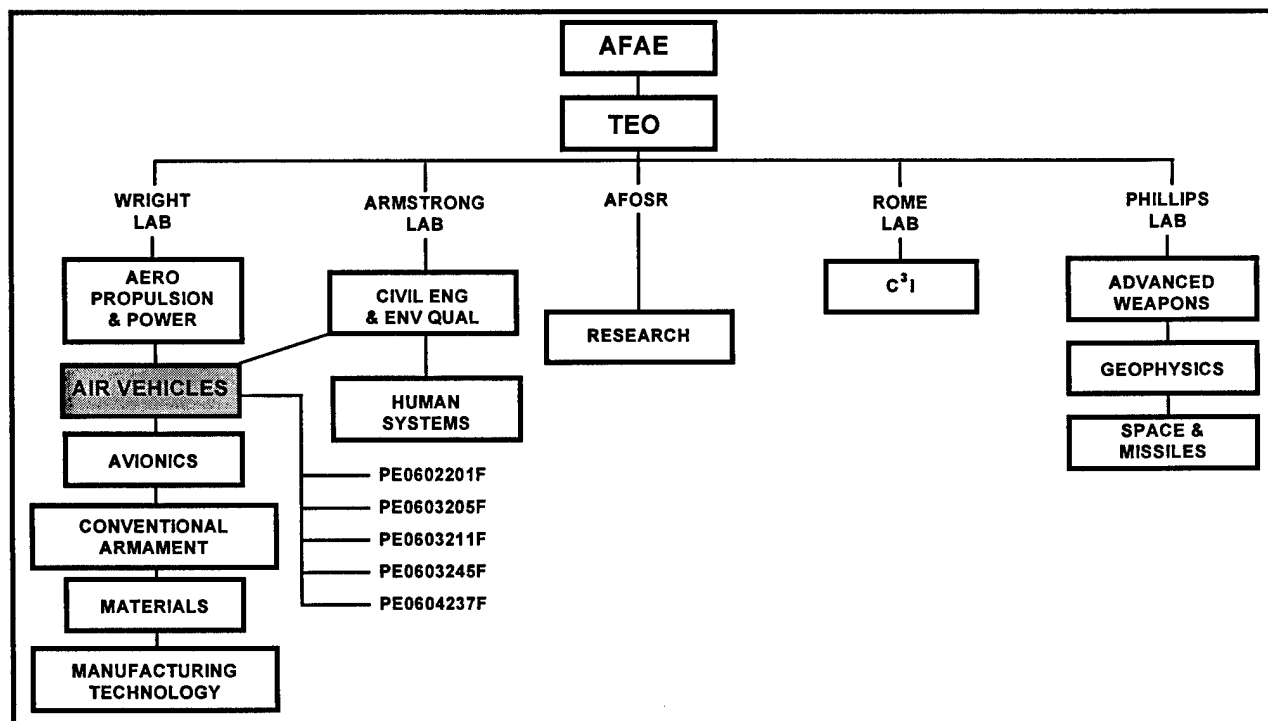 AFAE
TEO
WRIGHT
LAB
AERO
PROPULSION
& POWER
AIR VEHICLES
AVIONICS
CONVENTIONAL
ARMAMENT
MATERIALS
MANUFACTURING
TECHNOLOGY
ARMSTRONG
LAB
CIVIL ENG
& ENV QUAL
HUMAN
SYSTEMS
PE0602201F
PE0603205F
PE0603211F
PE0603245F
PE0604237F
AFOSR
RESEARCH
ROME
LAB
C³I
PHILLIPS
LAB
ADVANCED
WEAPONS
GEOPHYSICS
SPACE &
MISSILES